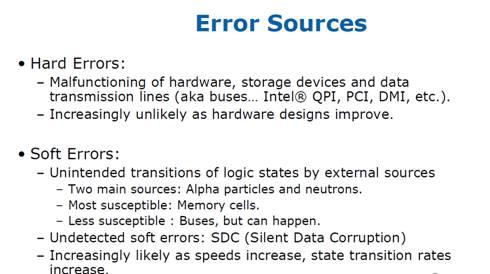 Error Sources
• Hard Errors:
– Malfunctioning of hardware, storage devices and data
transmission lines (aka buses… Intel® QPI, PCI, DMI, etc.).
– Increasingly unlikely as hardware designs improve.
• Soft Errors:
– Unintended transitions of logic states by external sources
– Two main sources: Alpha particles and neutrons.
– Most susceptible: Memory cells.
– Less susceptible : Buses, but can happen.
– Undetected soft errors: SDC (Silent Data Corruption)
– Increasingly likely as speeds increase, state transition rates
increase.